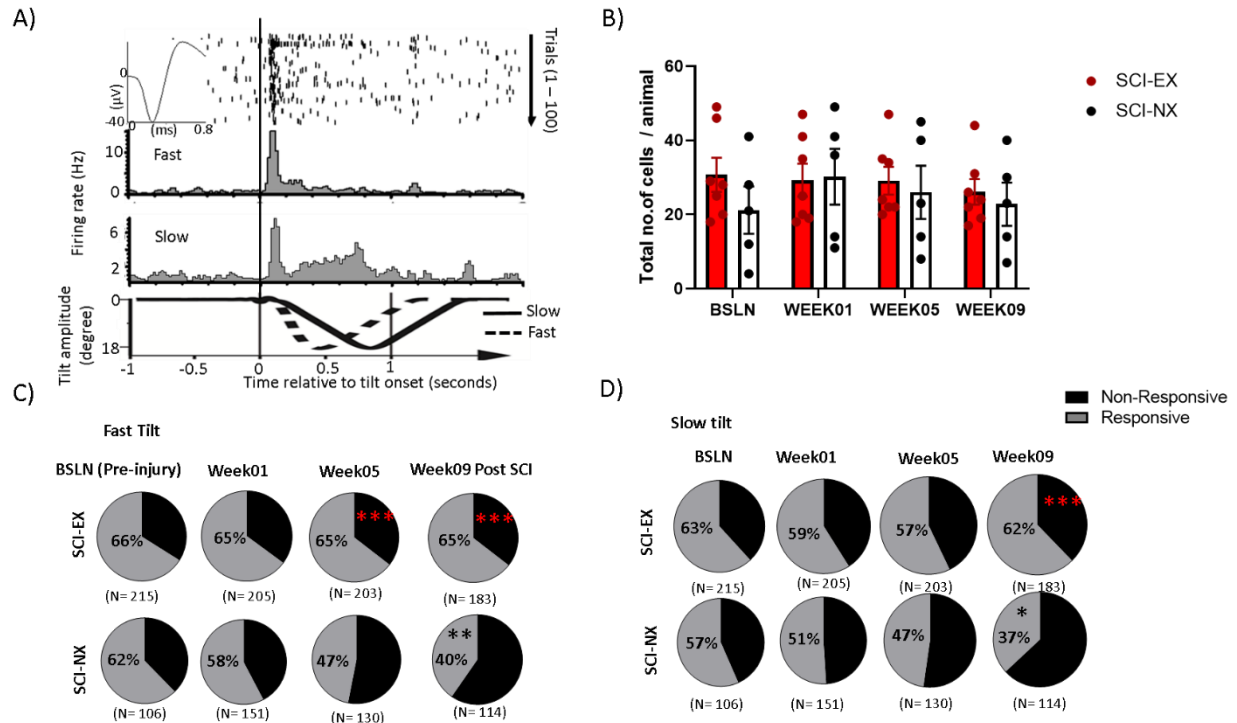 A)
0
(μV)
-40
0
(ms)
0.8
Trials (1 – 100)
Firing rate (Hz)
10
0
Fast
6
4
2
Slow
Tilt amplitude
(degree)
0
18
Slow
Fast
-1
-0.5
0
0.5
1
Time relative to tilt onset (seconds)
B)
Total no.of cells / animal
60
40
20
0
BSLN
WEEK01
WEEK05
WEEK09
SCI-EX
SCI-NX
C)
Fast Tilt
BSLN (Pre-injury)
Week01
Week05
Week09 Post SCI
SCI-EX
66%
65%
65%
***
65%
***
(N= 215)
(N= 205)
(N= 203)
(N= 183)
SCI-NX
62%
58%
47%
**
40%
(N= 106)
(N= 151)
(N= 130)
(N= 114)
D)
Non-Responsive
Responsive
Slow tilt
BSLN
Week01
Week05
Week09
SCI-EX
63%
59%
57%
62%
***
(N= 215)
(N= 205)
(N= 203)
(N= 183)
SCI-NX
57%
51%
47%
*
37%
(N= 106)
(N= 151)
(N= 130)
(N= 114)